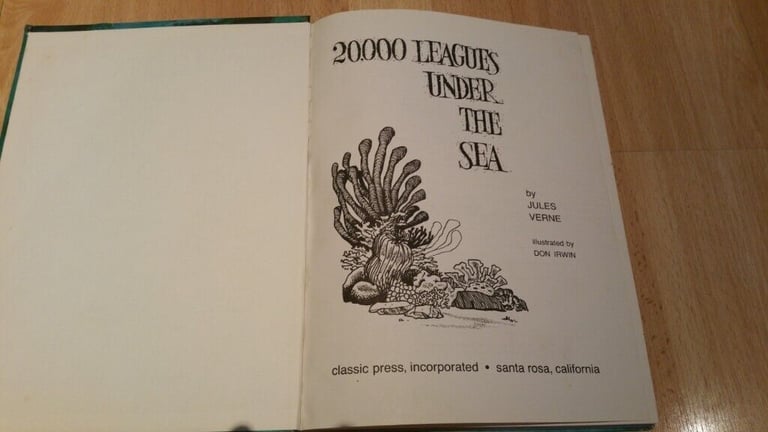 20.000 LEAGUES
UNDER
THE
SEA
by
JULES
VERNE
illustrated by
DON IRWIN
classic press, incorporated • santa rosa, california